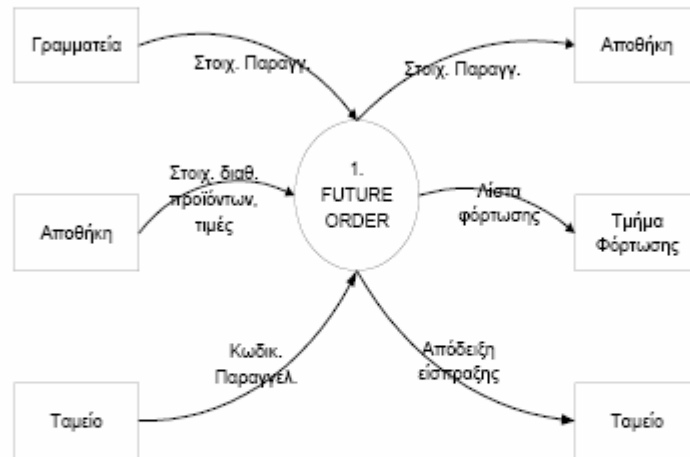 Γραμματεία
Στοιχ. Παραγγ.
Στοιχ. Παραγγ.
Αποθήκη
Στοιχ. διαθ.
προϊόντων,
τιμές
Αποθήκη
1.
FUTURE
ORDER
Λίστα
φόρτωσης
Τμήμα
Φόρτωσης
Κωδικ.
Παραγγέλ.
Ταμείο
Απόδειξη
είσπραξης
Ταμείο